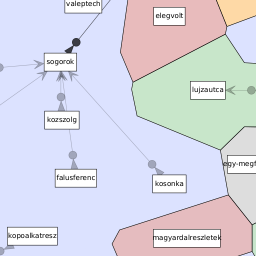 valeptech
elegvolt
sogorok
lujzautca
kozszolg
egy-megf
falusferenc
kosonka
kopoalkatresz
magyardalreszletek